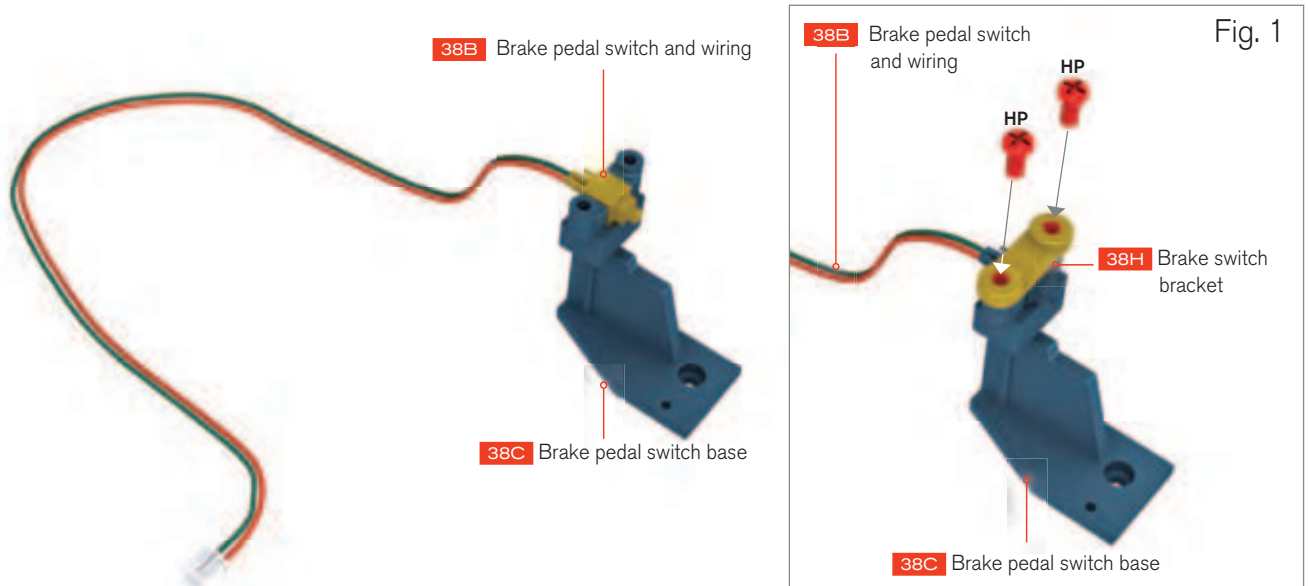 38B Brake pedal switch and wiring
38C Brake pedal switch base
Fig. 1
38B Brake pedal switch
and wiring
HP
HP
38H Brake switch
bracket
38C Brake pedal switch base